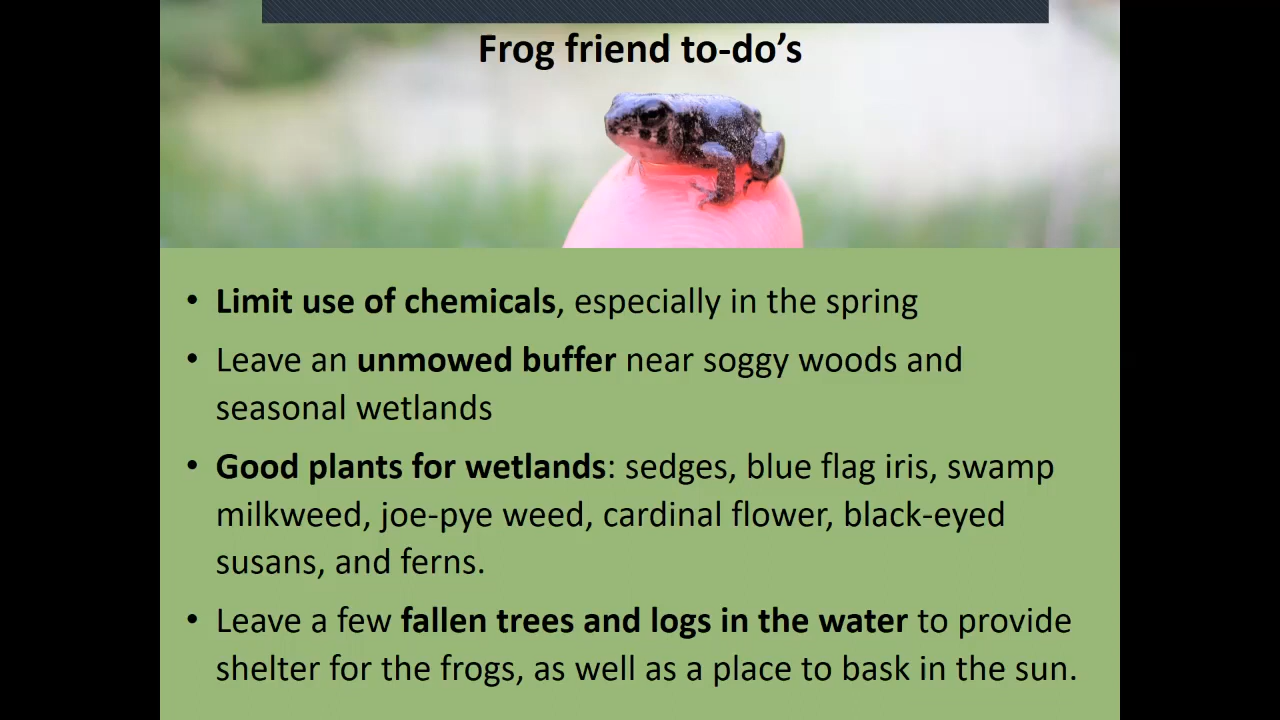 Frog friend to-do’s
• Limit use of chemicals, especially in the spring
• Leave an unmowed buffer near soggy woods and
seasonal wetlands
• Good plants for wetlands: sedges, blue flag iris, swamp
milkweed, joe-pye weed, cardinal flower, black-eyed
susans, and ferns.
• Leave a few fallen trees and logs in the water to provide
shelter for the frogs, as well as a place to bask in the sun.